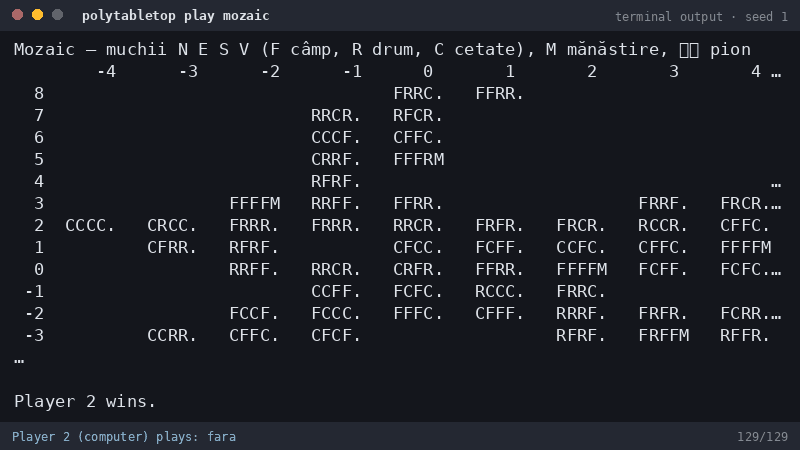 polytabletop play mozaic
terminal output · seed 1
Mozaic — muchii N E S V (F câmp, R drum, C cetate), M mănăstire, pion
-4 -3 -2 -1 0 1 2 3 4 …
8 FRRC. FFRR.
7 RRCR. RFCR.
6 CCCF. CFFC.
5 CRRF. FFFRM
4 RFRF. …
3 FFFFM RRFF. FFRR. FRRF. FRCR.…
2 CCCC. CRCC. FRRR. FRRR. RRCR. FRFR. FRCR. RCCR. CFFC.
1 CFRR. RFRF. CFCC. FCFF. CCFC. CFFC. FFFFM
0 RRFF. RRCR. CRFR. FFRR. FFFFM FCFF. FCFC.…
-1 CCFF. FCFC. RCCC. FRRC.
-2 FCCF. FCCC. FFFC. CFFF. RRRF. FRFR. FCRR.…
-3 CCRR. CFFC. CFCF. RFRF. FRFFM RFFR.
…
Player 2 wins.
Player 2 (computer) plays: fara
129/129